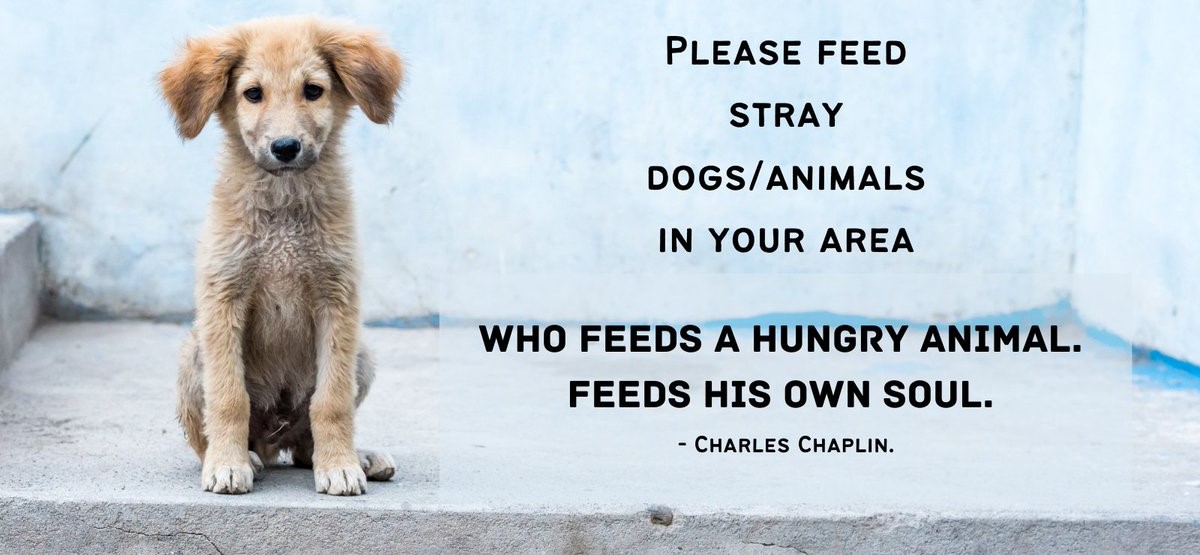 Please feed
stray
dogs/animals
in your area
WHO FEEDS A HUNGRY ANIMAL.
FEEDS HIS OWN SOUL.
- Charles Chaplin.